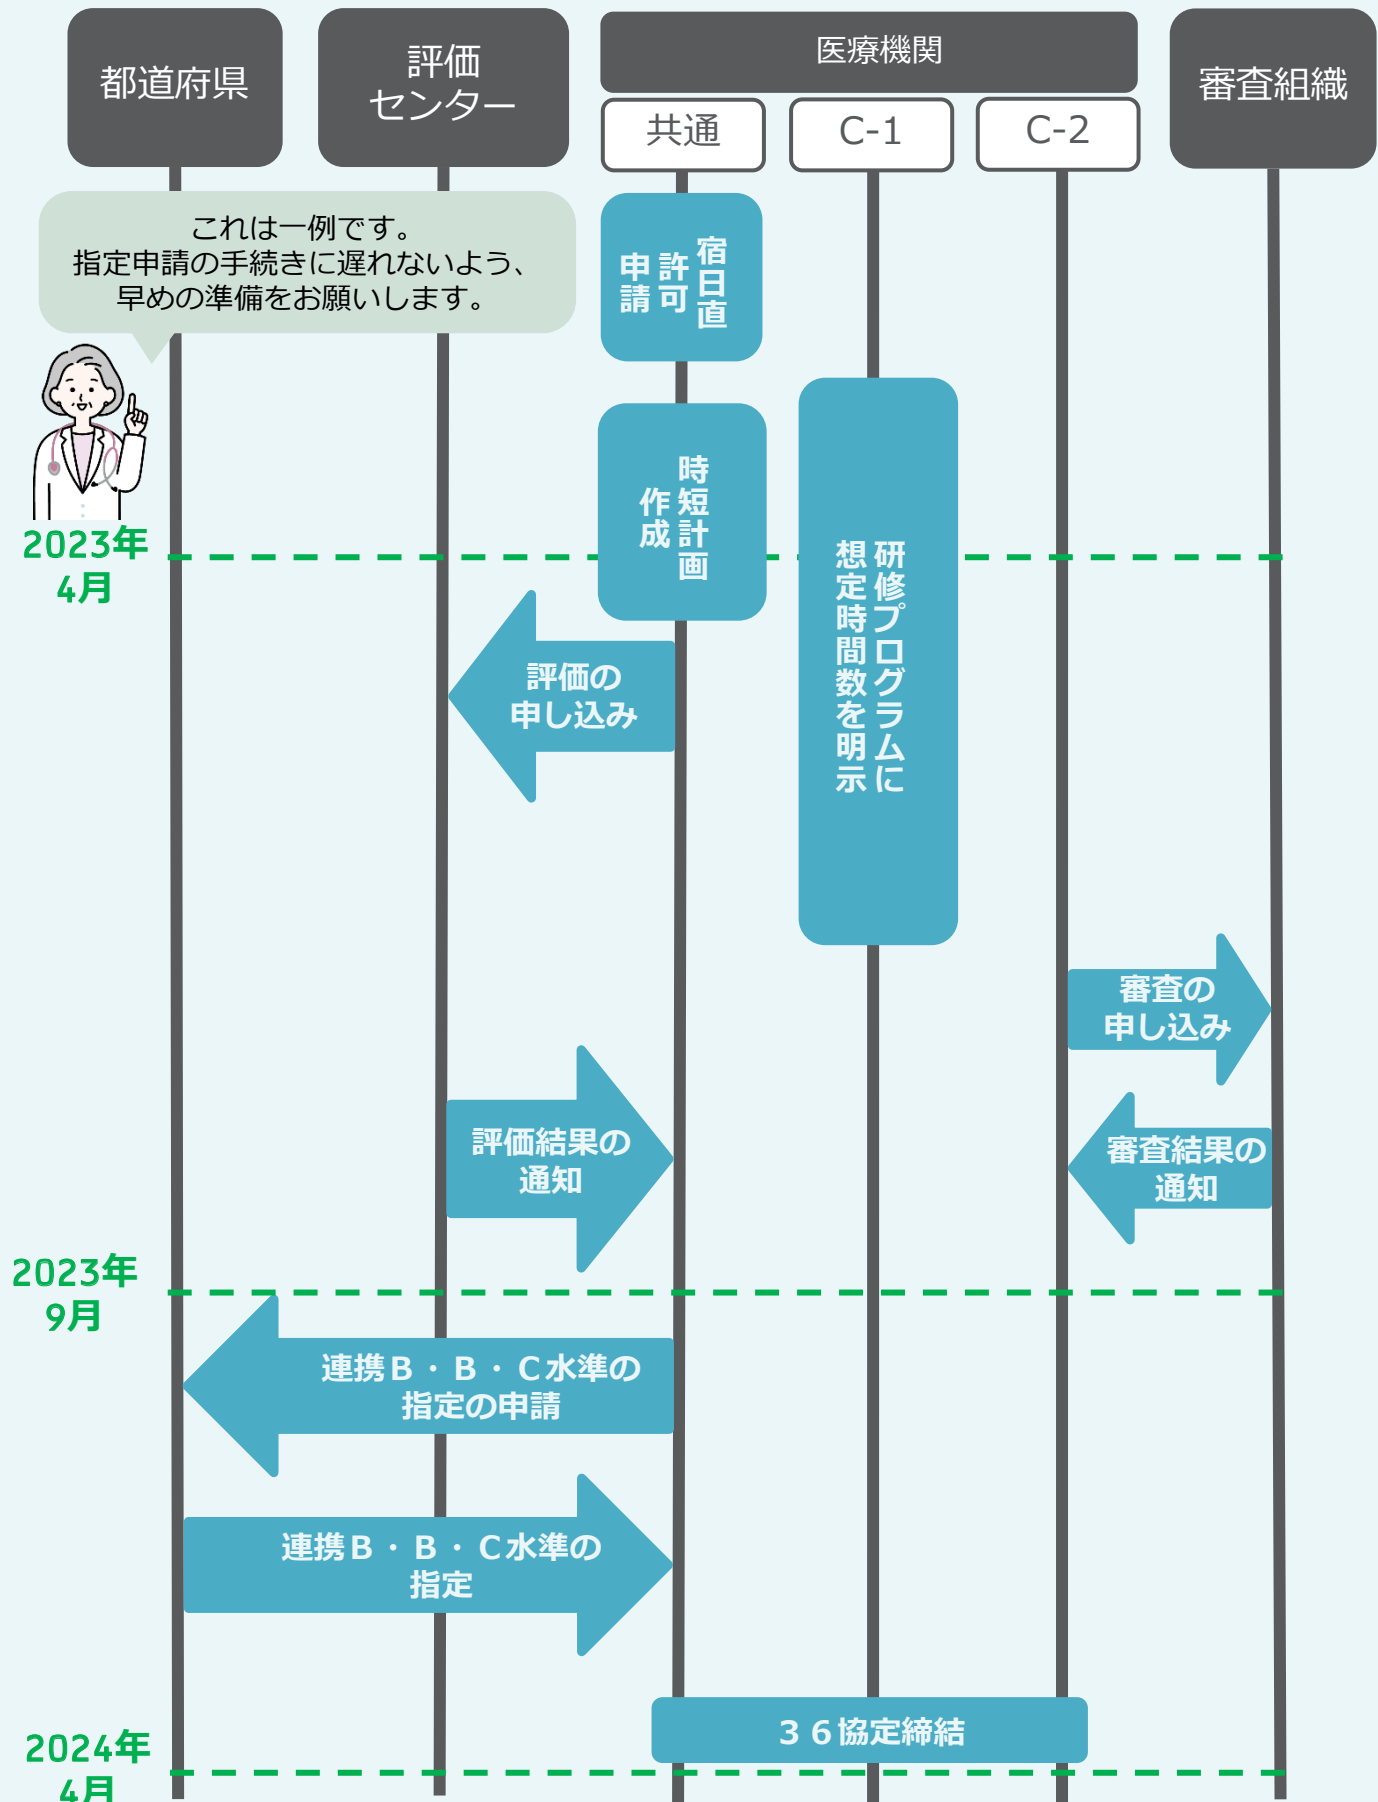 都道府県
評価
センター
医療機関
共通
C-1
C-2
審査組織
これは一例です。
指定申請の手続きに遅れないよう、
早めの準備をお願いします。
宿日直
許可
申請
時短計画
作成
研修プログラムに
想定時間数を明示
2023年
4月
評価の
申し込み
審査の
申し込み
評価結果の
通知
審査結果の
通知
2023年
9月
連携Ｂ・Ｂ・Ｃ水準の
指定の申請
連携Ｂ・Ｂ・Ｃ水準の
指定
３６協定締結
2024年
4月